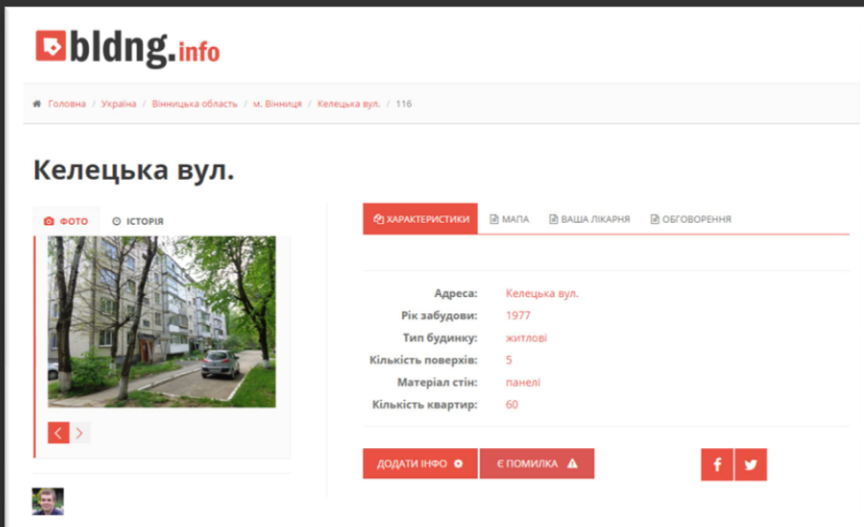 bldng.info
Головна / Україна / Вінницька область / м. Вінниця / Келецька вул. / 116
Келецька вул.
ФОТО ІСТОРІЯ
ХАРАКТЕРИСТИКИ МАПА ВАША ЛІКАРНЯ ОБГОВОРЕННЯ
Адреса: Келецька вул.
Рік забудови: 1977
Тип будинку: житлові
Кількість поверхів: 5
Матеріал стін: панелі
Кількість квартир: 60
ДОДАТИ ІНФО Є ПОМИЛКА